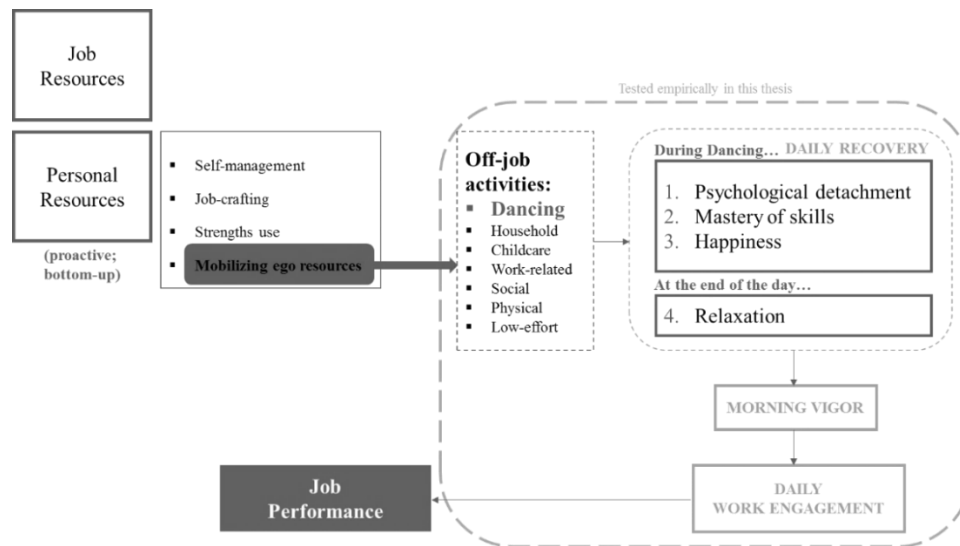 Job
Resources
Personal
Resources
(proactive;
bottom-up)
▪ Self-management
▪ Job-crafting
▪ Strengths use
▪ Mobilizing ego resources
Tested empirically in this thesis
Off-job
activities:
▪ Dancing
▪ Household
▪ Childcare
▪ Work-related
▪ Social
▪ Physical
▪ Low-effort
During Dancing… DAILY RECOVERY
1. Psychological detachment
2. Mastery of skills
3. Happiness
At the end of the day…
4. Relaxation
MORNING VIGOR
DAILY
WORK ENGAGEMENT
Job
Performance